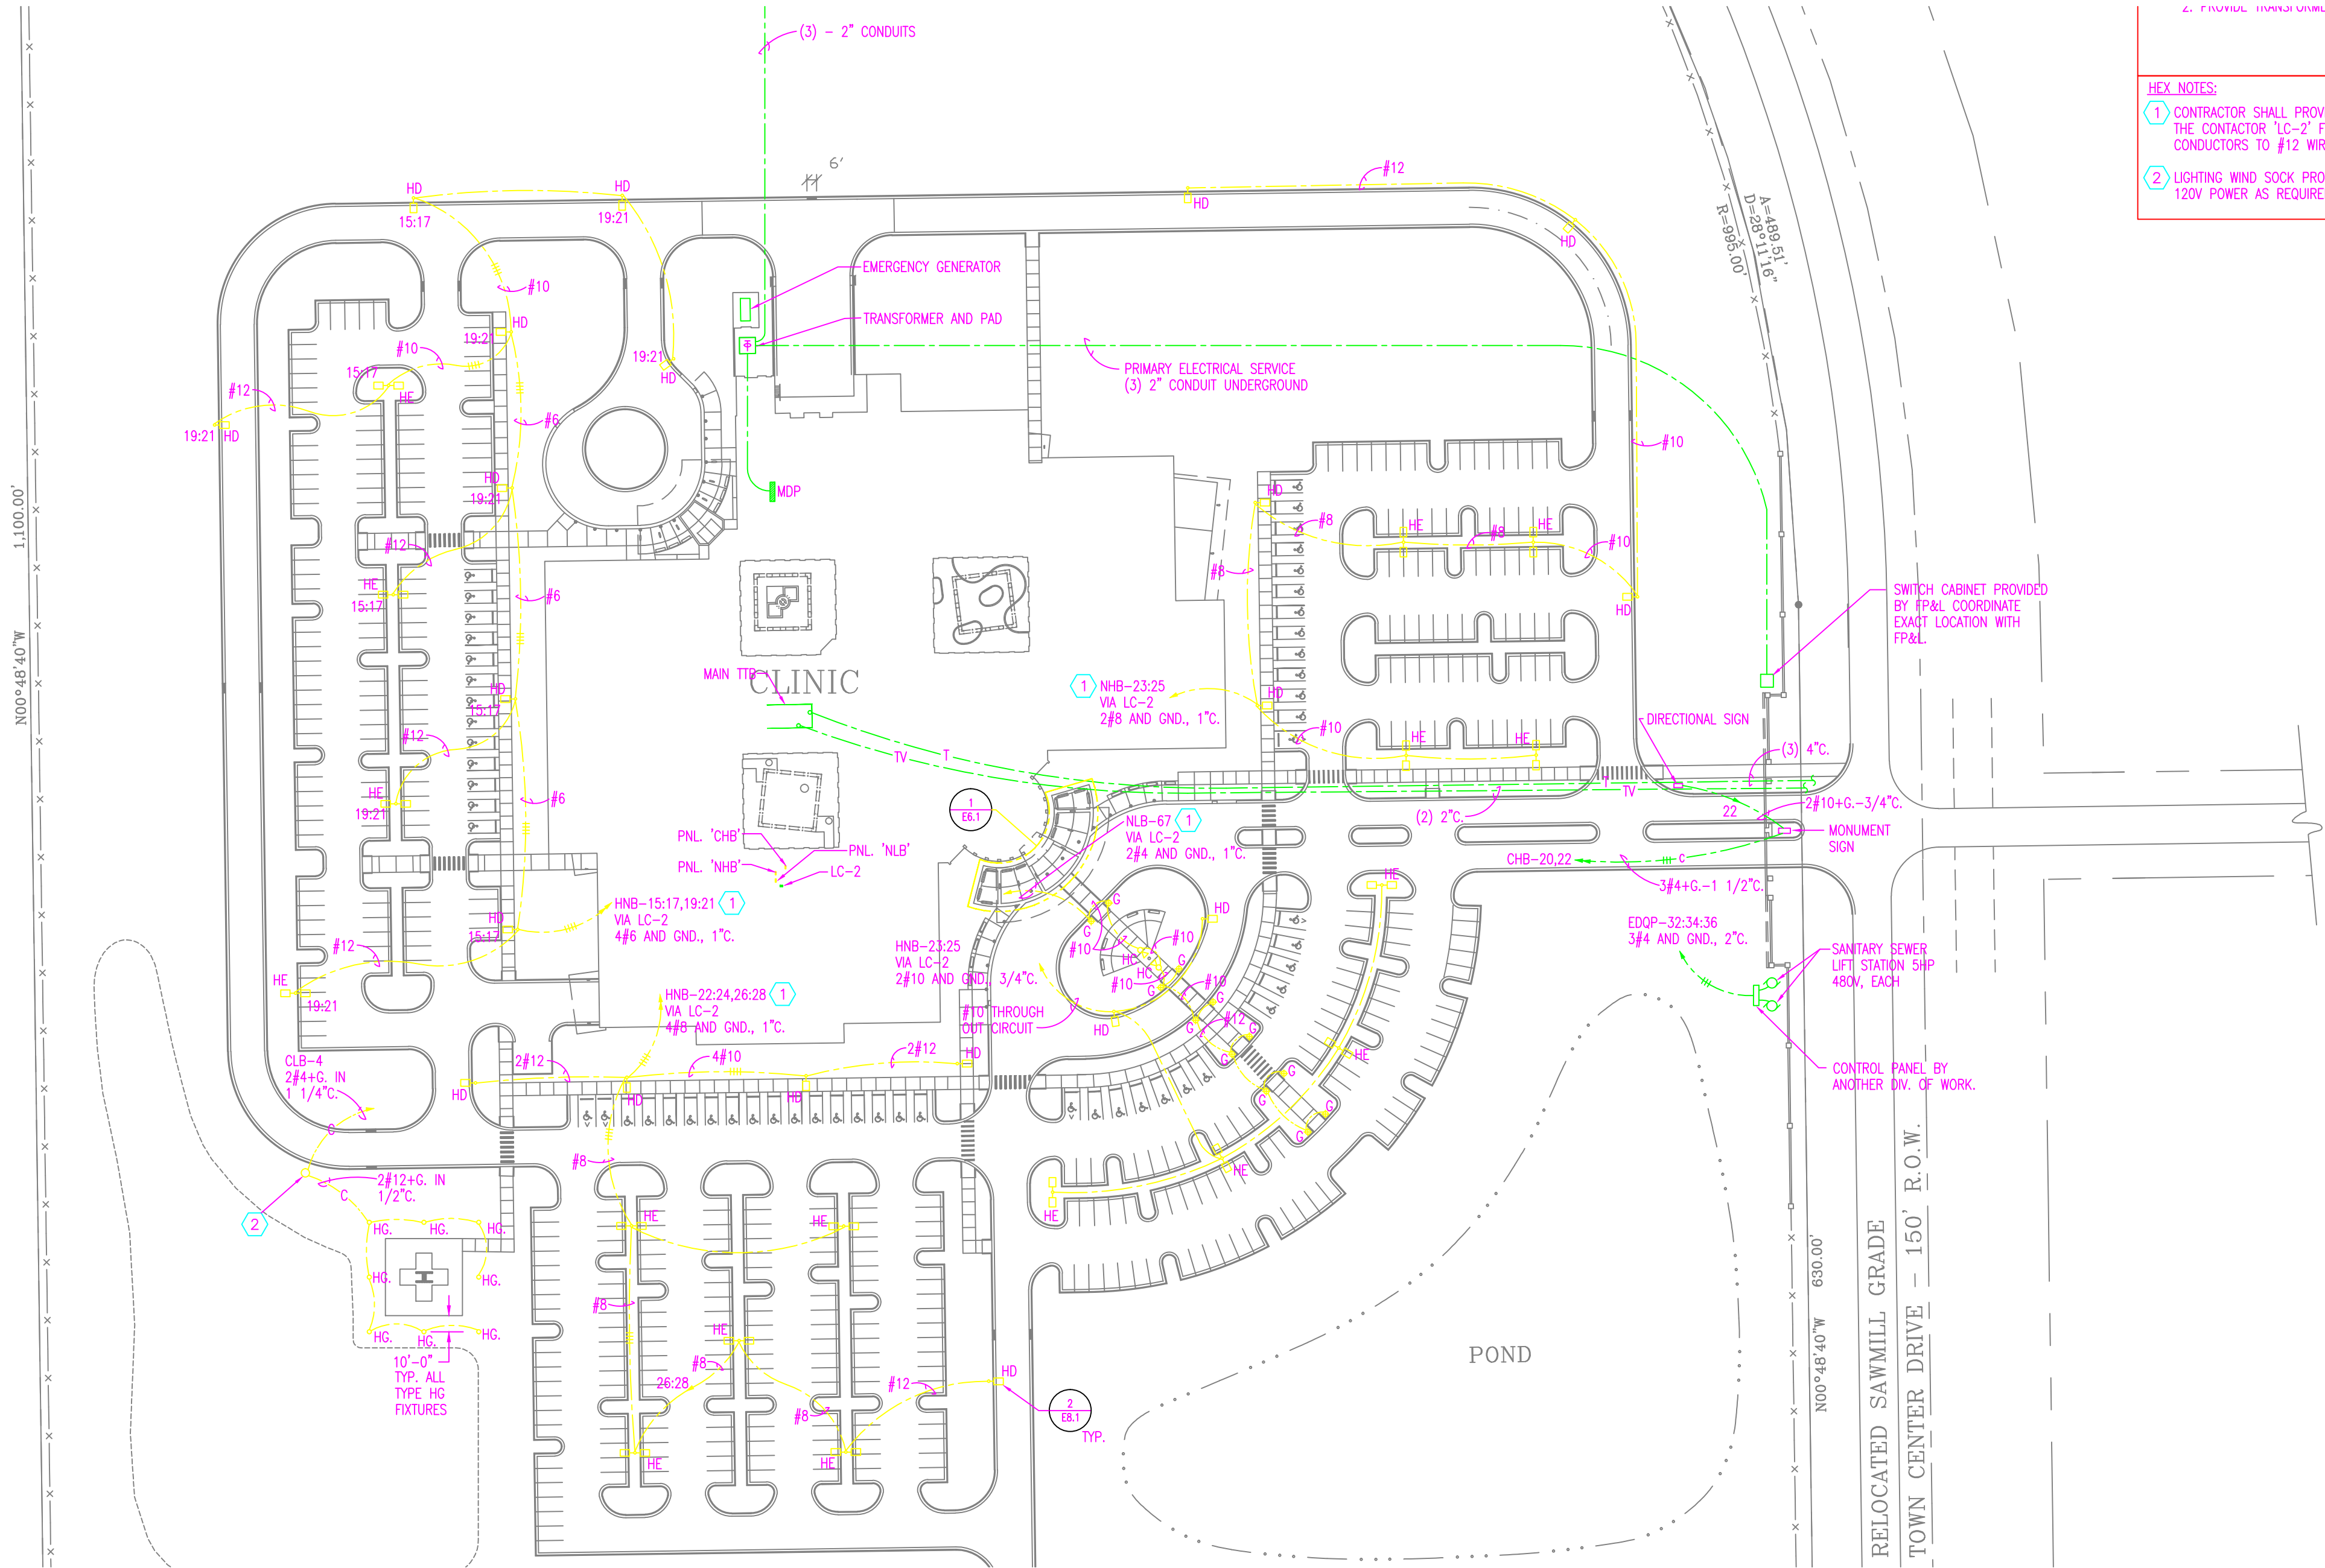 (3) - 2" CONDUITS
6'
HEX NOTES:
1 CONTRACTOR SHALL PROV
THE CONTACTOR 'LC-2' F
CONDUCTORS TO #12 WIR
2 LIGHTING WIND SOCK PRO
120V POWER AS REQUIRE
A=489.51'
D=28°11'16"
R=995.00'
HD
HD
#12
HD
HD
15:17
19:21
#10
EMERGENCY GENERATOR
TRANSFORMER AND PAD
PRIMARY ELECTRICAL SERVICE
(3) 2" CONDUIT UNDERGROUND
HD
19:21
#10
15:17
HE
#12
19:21 HD
19:21
HD
#6
HD
19:21
MDP
#10
1,100.00'
N00°48'40"W
#12
HE
15:17
#6
HD
#8
HE
#8
HE
#10
#8
HD
SWITCH CABINET PROVIDED
BY FP&L COORDINATE
EXACT LOCATION WITH
FP&L.
MAIN TTB
CLINIC
1 NHB-23:25
VIA LC-2
2#8 AND GND., 1"C.
HD
#10
HE
HE
DIRECTIONAL SIGN
(3) 4"C.
HD
15:17
#12
TV
T
T
TV
HE
19:21
#6
1
E6.1
(2) 2"C.
22
2#10+G.-3/4"C.
MONUMENT
SIGN
NLB-67 1
VIA LC-2
2#4 AND GND., 1"C.
PNL. 'CHB'
PNL. 'NLB'
PNL. 'NHB'
LC-2
CHB-20,22
C
3#4+G.-1 1/2"C.
HE
HNB-15:17,19:21 1
VIA LC-2
4#6 AND GND., 1"C.
HD
15:17
#12
HE
19:21
HNB-23:25
VIA LC-2
2#10 AND GND., 3/4"C.
G
G
HD
#10
#10
HC
HC
G
#10
G
#10
EDQP-32:34:36
3#4 AND GND., 2"C.
SANITARY SEWER
LIFT STATION 5HP
480V, EACH
CONTROL PANEL BY
ANOTHER DIV. OF WORK.
HNB-22:24,26:28 1
VIA LC-2
4#8 AND GND., 1"C.
#10 THROUGH
OUT CIRCUIT
HD
G
G
#12
G
G
HE
2#12
4#10
2#12
HD
HD
HD
HD
G
G
G
G
HE
HE
CLB-4
2#4+G. IN
1 1/4"C.
C
2#12+G. IN
1/2"C.
C
2
#8
HE
HE
HG.
HG.
HG.
HG.
HG.
HG.
HG.
HG.
H
10'-0"
TYP. ALL
TYPE HG
FIXTURES
#8
HE
#8
26:28
#8
#12
HD
HE
HE
2
E8.1
TYP.
POND
N00°48'40"W 630.00'
RELOCATED SAWMILL GRADE
TOWN CENTER DRIVE - 150' R.O.W.